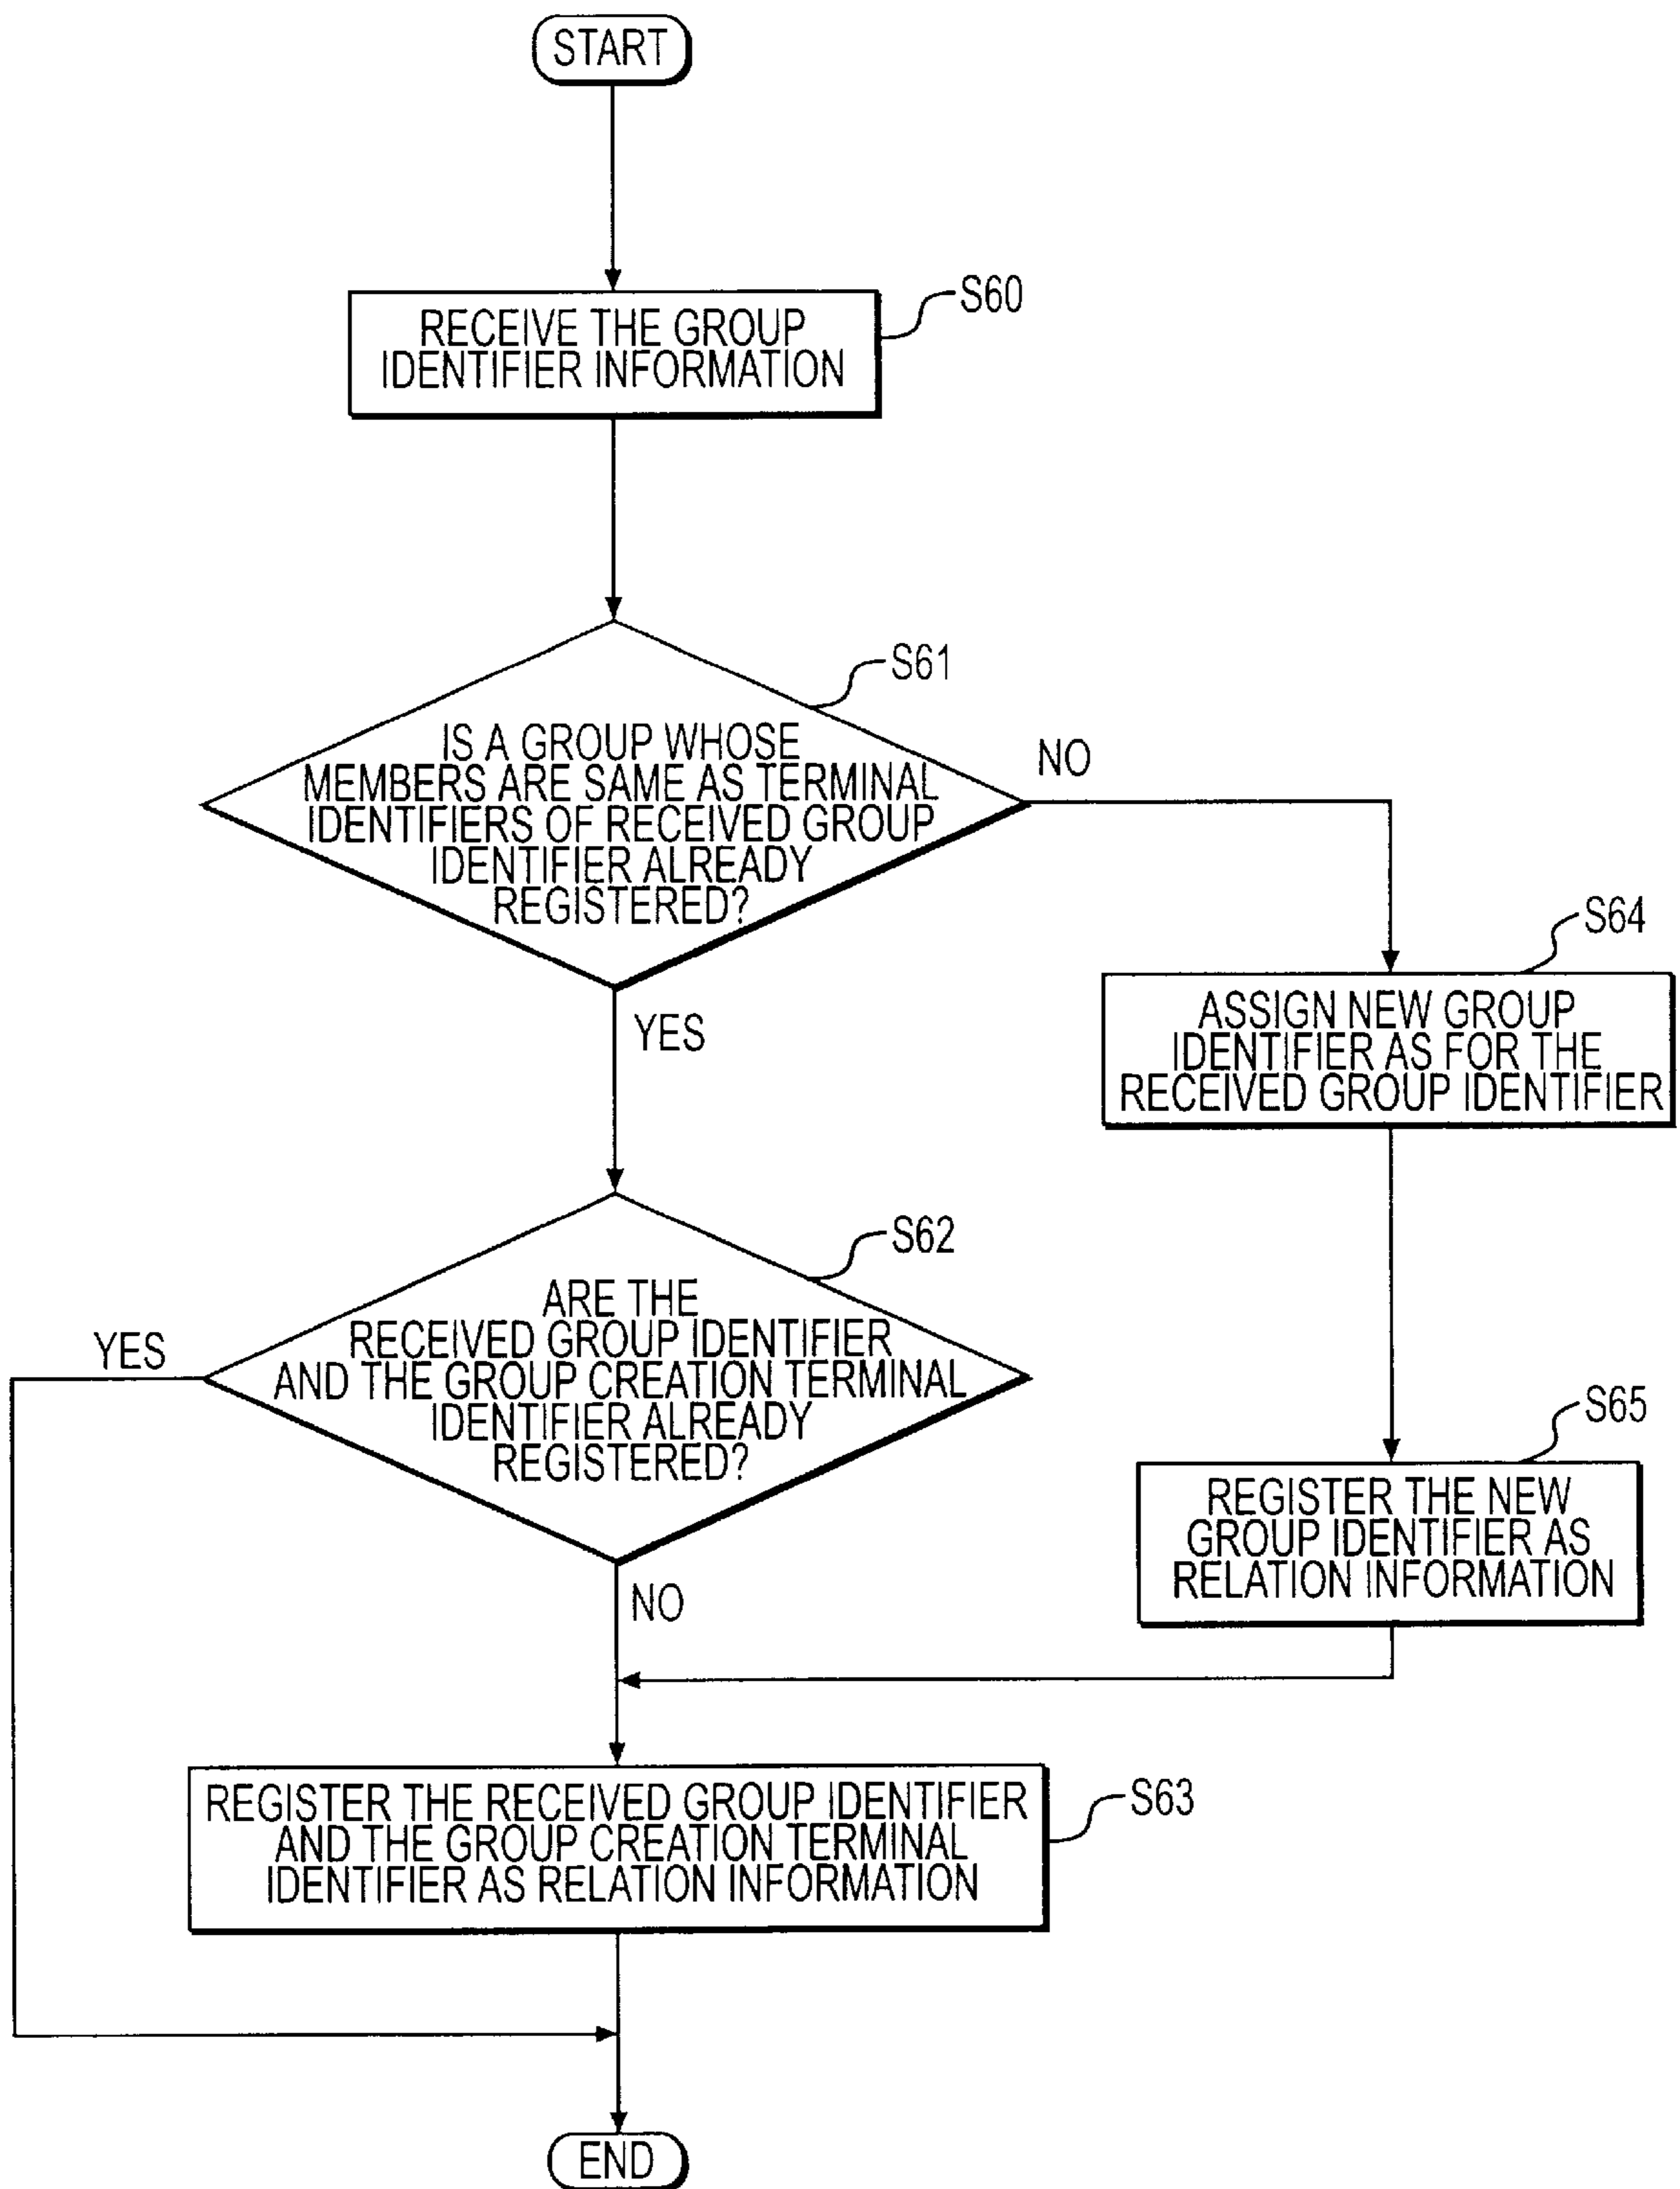 START
S60
RECEIVE THE GROUP
IDENTIFIER INFORMATION
S61
IS A GROUP WHOSE
MEMBERS ARE SAME AS TERMINAL
IDENTIFIERS OF RECEIVED GROUP
IDENTIFIER ALREADY
REGISTERED?
NO
YES
S64
ASSIGN NEW GROUP
IDENTIFIER AS FOR THE
RECEIVED GROUP IDENTIFIER
S62
ARE THE
RECEIVED GROUP IDENTIFIER
AND THE GROUP CREATION TERMINAL
IDENTIFIER ALREADY
REGISTERED?
YES
NO
S65
REGISTER THE NEW
GROUP IDENTIFIER AS
RELATION INFORMATION
S63
REGISTER THE RECEIVED GROUP IDENTIFIER
AND THE GROUP CREATION TERMINAL
IDENTIFIER AS RELATION INFORMATION
END